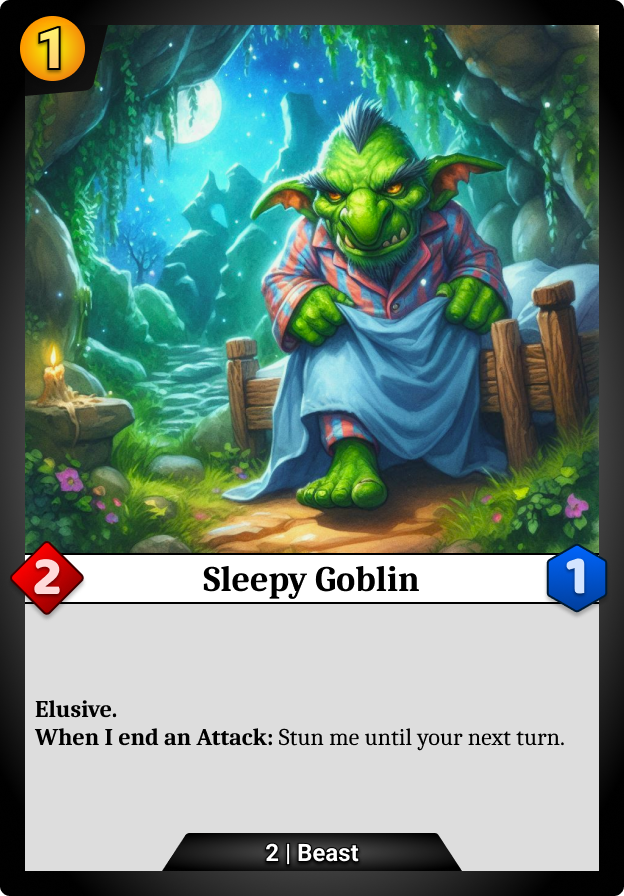 1
2
Sleepy Goblin
1
Elusive.
When I end an Attack: Stun me until your next turn.
2 | Beast